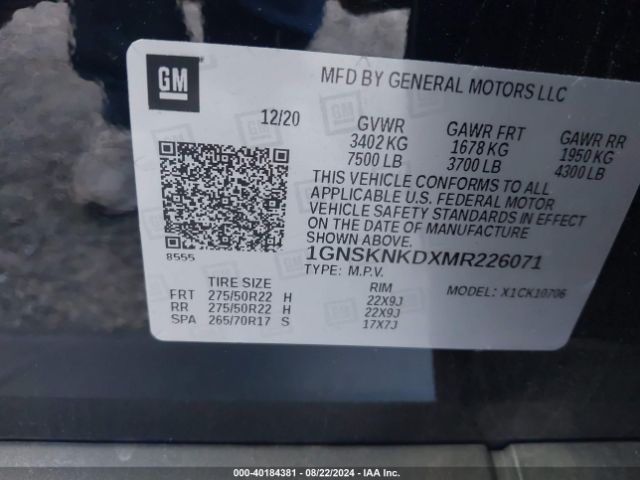 GM
MFD BY GENERAL MOTORS LLC
12/20
GVWR GAWR FRT GAWR RR
3402 KG 1678 KG 1950 KG
7500 LB 3700 LB 4300 LB
THIS VEHICLE CONFORMS TO ALL
APPLICABLE U.S. FEDERAL MOTOR
VEHICLE SAFETY STANDARDS IN EFFECT
ON THE DATE OF MANUFACTURE
SHOWN ABOVE.
8555
1GNSKNKDXMR226071
TYPE: M.P.V. MODEL: X1CK10706
TIRE SIZE RIM
FRT 275/50R22 H 22X9J
RR 275/50R22 H 22X9J
SPA 265/70R17 S 17X7J
000-40184381 - 08/22/2024 - IAA Inc.